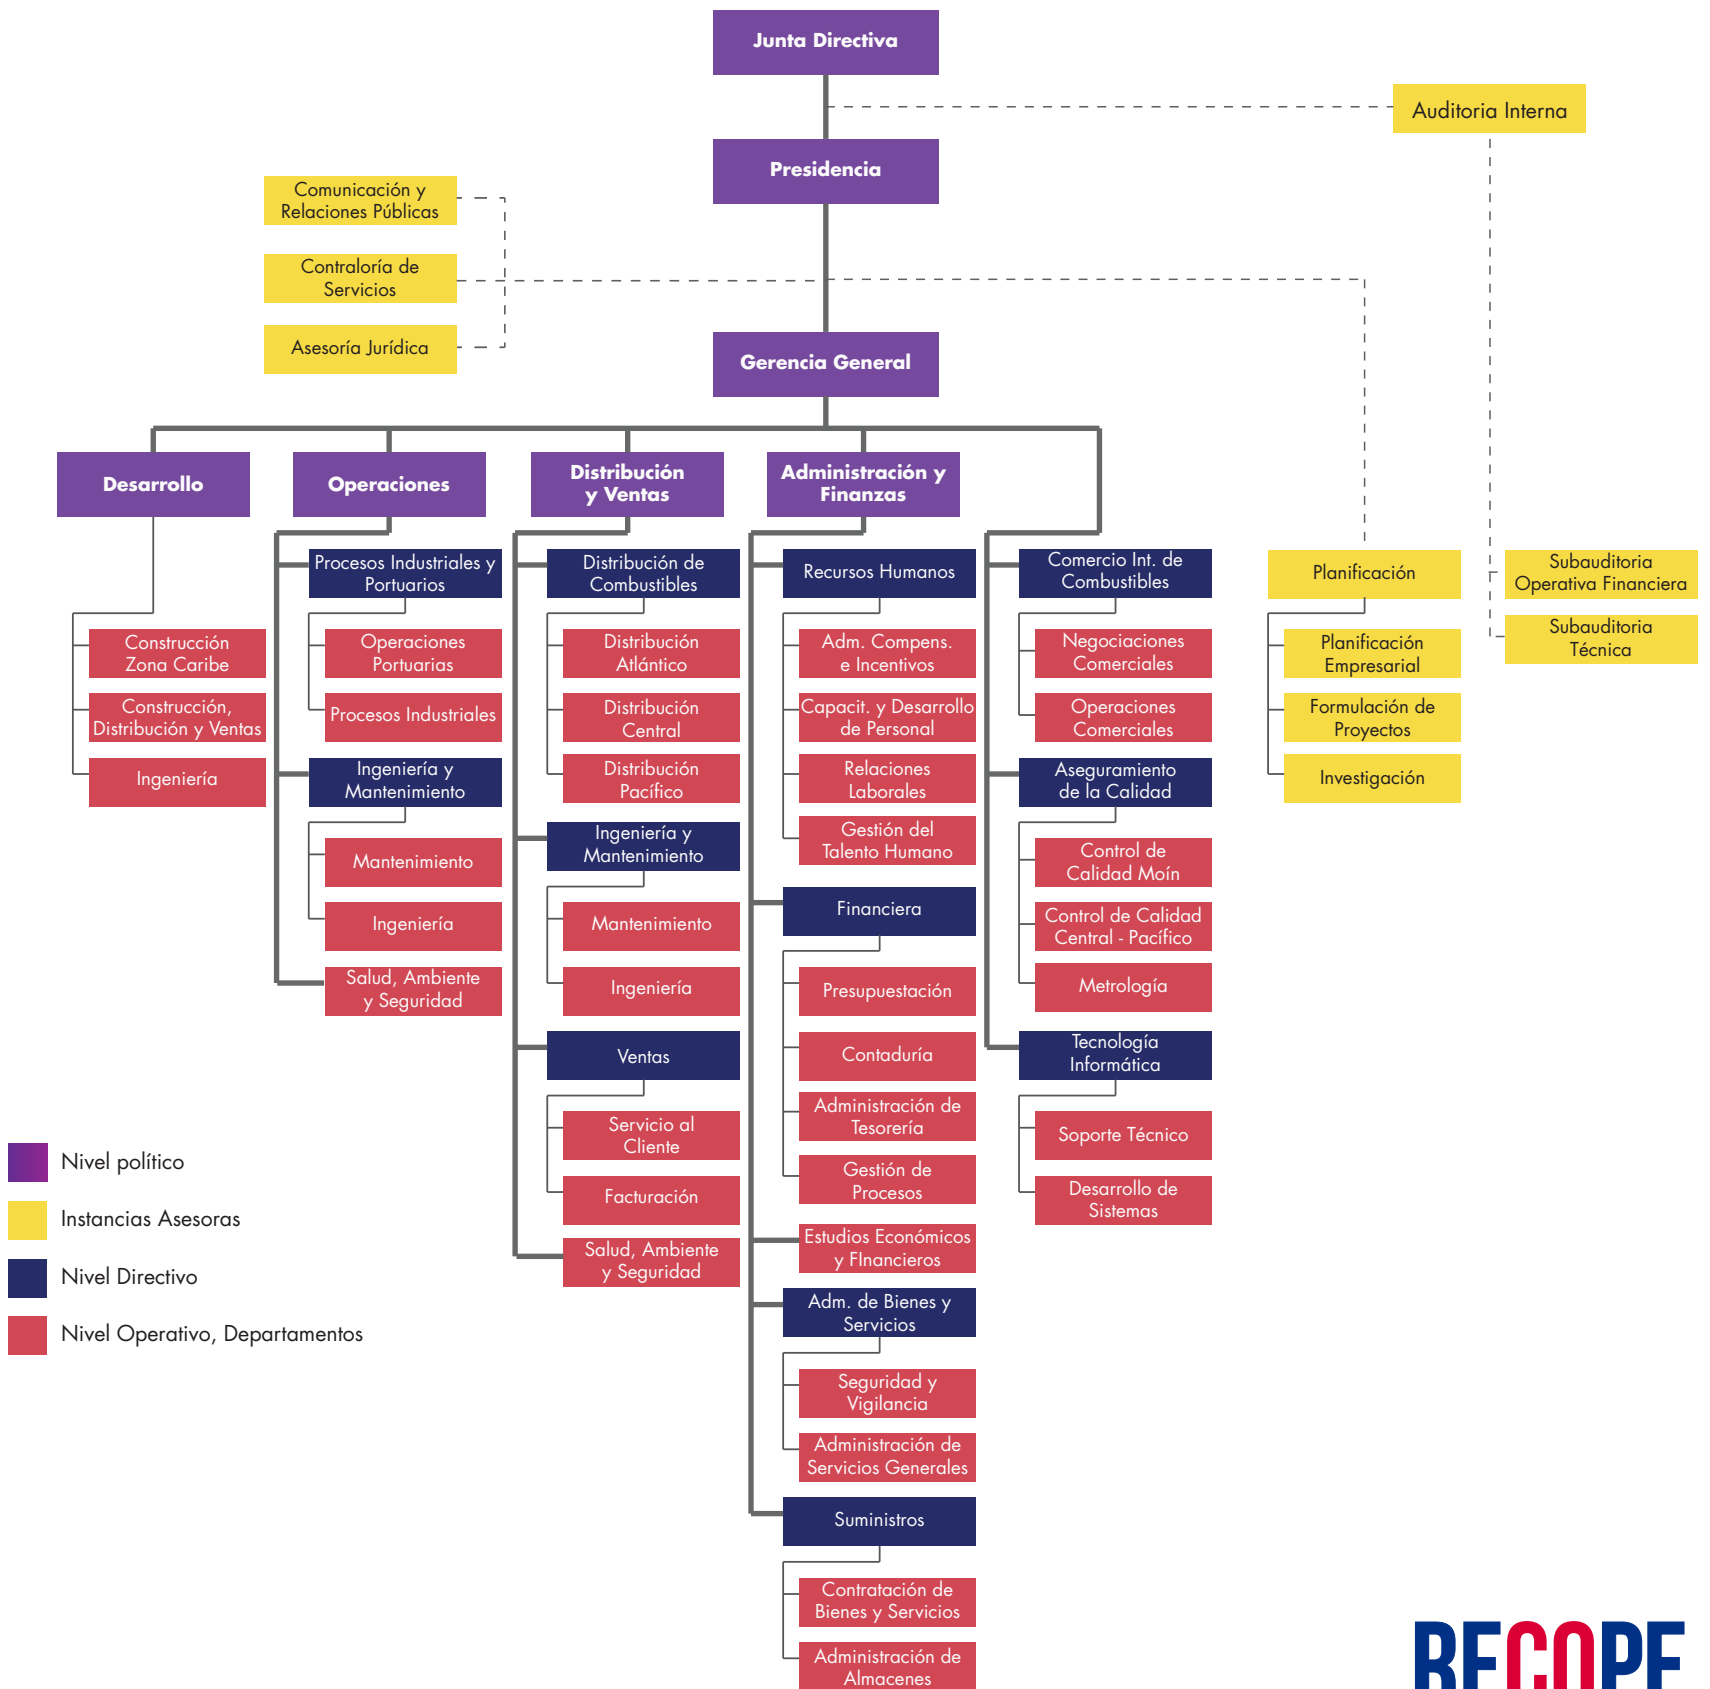 Junta Directiva
Auditoria Interna
Presidencia
Comunicación y
Relaciones Públicas
Contraloría de
Servicios
Asesoría Jurídica
Gerencia General
Desarrollo
Operaciones
Distribución
y Ventas
Administración y
Finanzas
Construcción
Zona Caribe
Construcción,
Distribución y Ventas
Ingeniería
Procesos Industriales y
Portuarios
Operaciones
Portuarias
Procesos Industriales
Ingeniería y
Mantenimiento
Mantenimiento
Ingeniería
Salud, Ambiente
y Seguridad
Distribución de
Combustibles
Distribución
Atlántico
Distribución
Central
Distribución
Pacífico
Ingeniería y
Mantenimiento
Mantenimiento
Ingeniería
Ventas
Servicio al
Cliente
Facturación
Salud, Ambiente
y Seguridad
Recursos Humanos
Adm. Compens.
e Incentivos
Capacit. y Desarrollo
de Personal
Relaciones
Laborales
Gestión del
Talento Humano
Financiera
Presupuestación
Contaduría
Administración de
Tesorería
Gestión de
Procesos
Estudios Económicos
y FInancieros
Adm. de Bienes y
Servicios
Seguridad y
Vigilancia
Administración de
Servicios Generales
Suministros
Contratación de
Bienes y Servicios
Administración de
Almacenes
Comercio Int. de
Combustibles
Negociaciones
Comerciales
Operaciones
Comerciales
Aseguramiento
de la Calidad
Control de
Calidad Moín
Control de Calidad
Central - Pacífico
Metrología
Tecnología
Informática
Soporte Técnico
Desarrollo de
Sistemas
Planificación
Planificación
Empresarial
Formulación de
Proyectos
Investigación
Subauditoria
Operativa Financiera
Subauditoria
Técnica
Nivel político
Instancias Asesoras
Nivel Directivo
Nivel Operativo, Departamentos
RECOPE